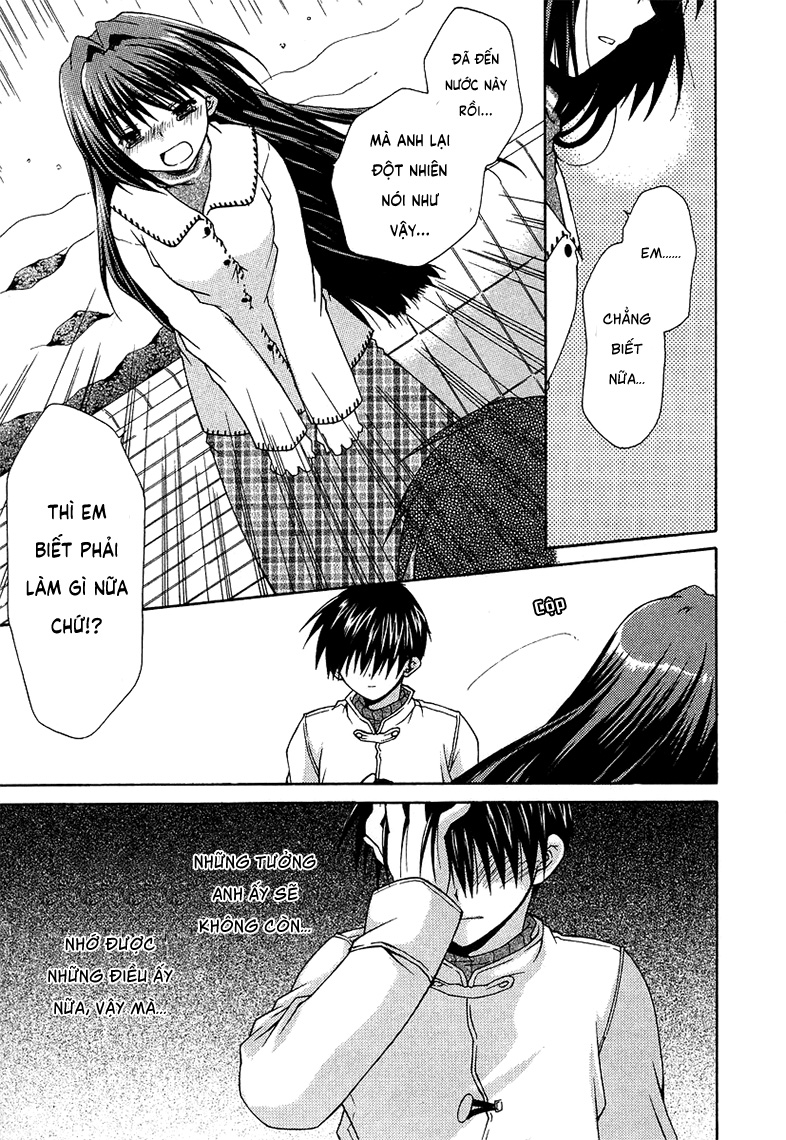 EM......
CHẲNG
BIẾT
NỮA...
ĐÃ ĐẾN
NƯỚC NÀY
RỒI...
MÀ ANH LẠI
ĐỘT NHIÊN
NÓI NHƯ
VẬY...
THÌ EM
BIẾT PHẢI
LÀM GÌ NỮA
CHỨ!?
CỘP
NHỮNG TƯỞNG
ANH ẤY SẼ
KHÔNG CÒN...
NHỚ ĐƯỢC
NHỮNG ĐIỀU ẤY
NỮA, VẬY MÀ...